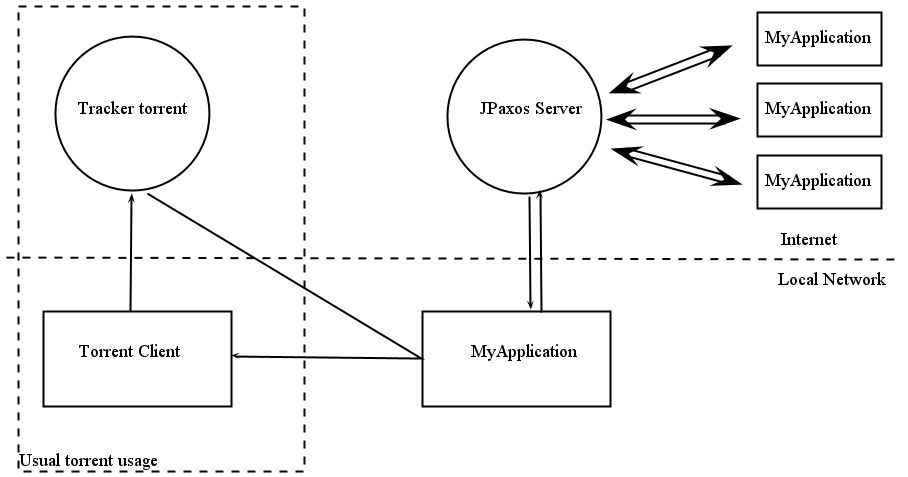 MyApplication
Tracker torrent
JPaxos Server
MyApplication
MyApplication
Internet
Local Network
Torrent Client
MyApplication
Usual torrent usage